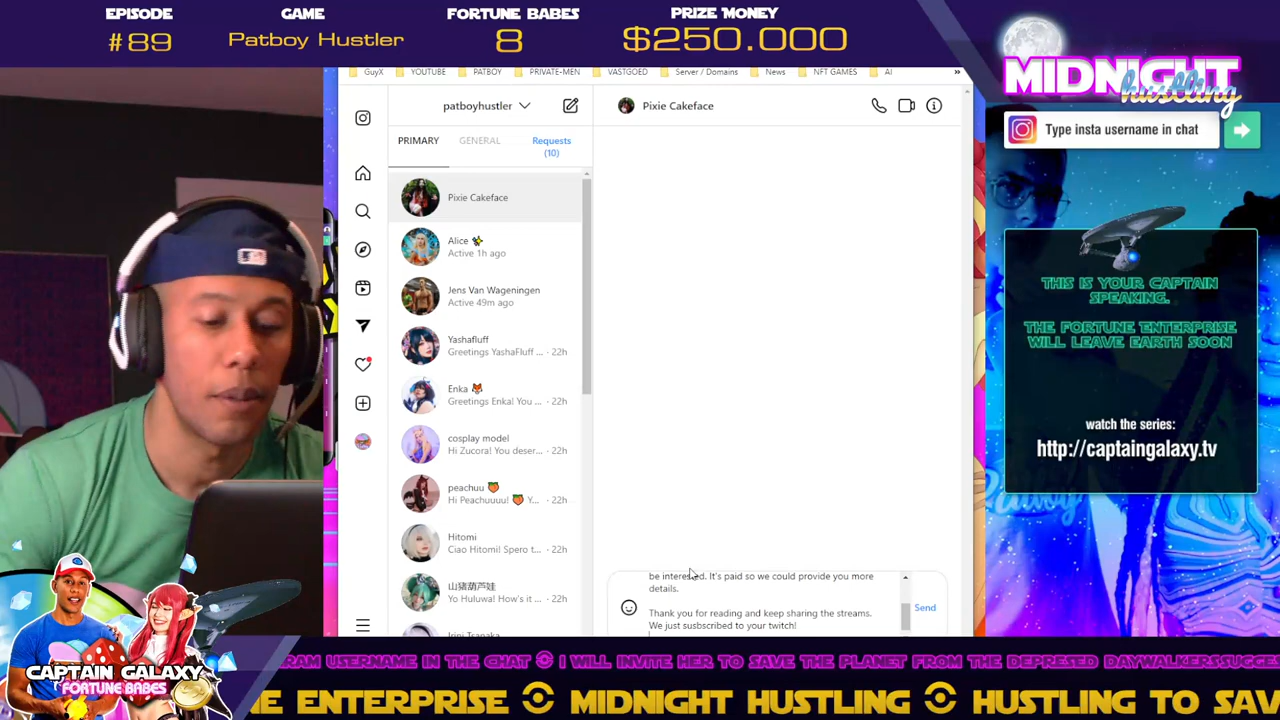 EPISODE
#89
GAME
Patboy Hustler
FORTUNE BABES
8
PRIZE MONEY
$250.000
MIDNIGHT
hustling
Type insta username in chat
GuyX
YOUTUBE
PATBOY
PRIVATE-MEN
VASTGOED
Server / Domains
News
NFT GAMES
AI
»
patboyhustler
Pixie Cakeface
PRIMARY
GENERAL
Requests
(10)
Pixie Cakeface
Alice ✨
Active 1h ago
Jens Van Wageningen
Active 49m ago
Yashafluff
Greetings YashaFluff ... · 22h
Enka 🦊
Greetings Enka! You ... · 22h
cosplay model
Hi Zucora! You deser... · 22h
peachuu 🍑
Hi Peachuuuu! 🍑 Y... · 22h
Hitomi
Ciao Hitomi! Spero t... · 22h
山猪葫芦娃
Yo Huluwa! How's it ... · 22h
Irini Tsanaka
be interested. It's paid so we could provide you more
details.
Thank you for reading and keep sharing the streams.
We just susbscribed to your twitch!
Send
THIS IS YOUR CAPTAIN
SPEAKING.
THE FORTUNE ENTERPRISE
WILL LEAVE EARTH SOON
watch the series:
http://captaingalaxy.tv
CAPTAIN GALAXY
FORTUNE BABES
RAM USERNAME IN THE CHAT I WILL INVITE HER TO SAVE THE PLANET FROM THE DEPRESED DAYWALKERSSUGGES
E ENTERPRISE MIDNIGHT HUSTLING HUSTLING TO SAV